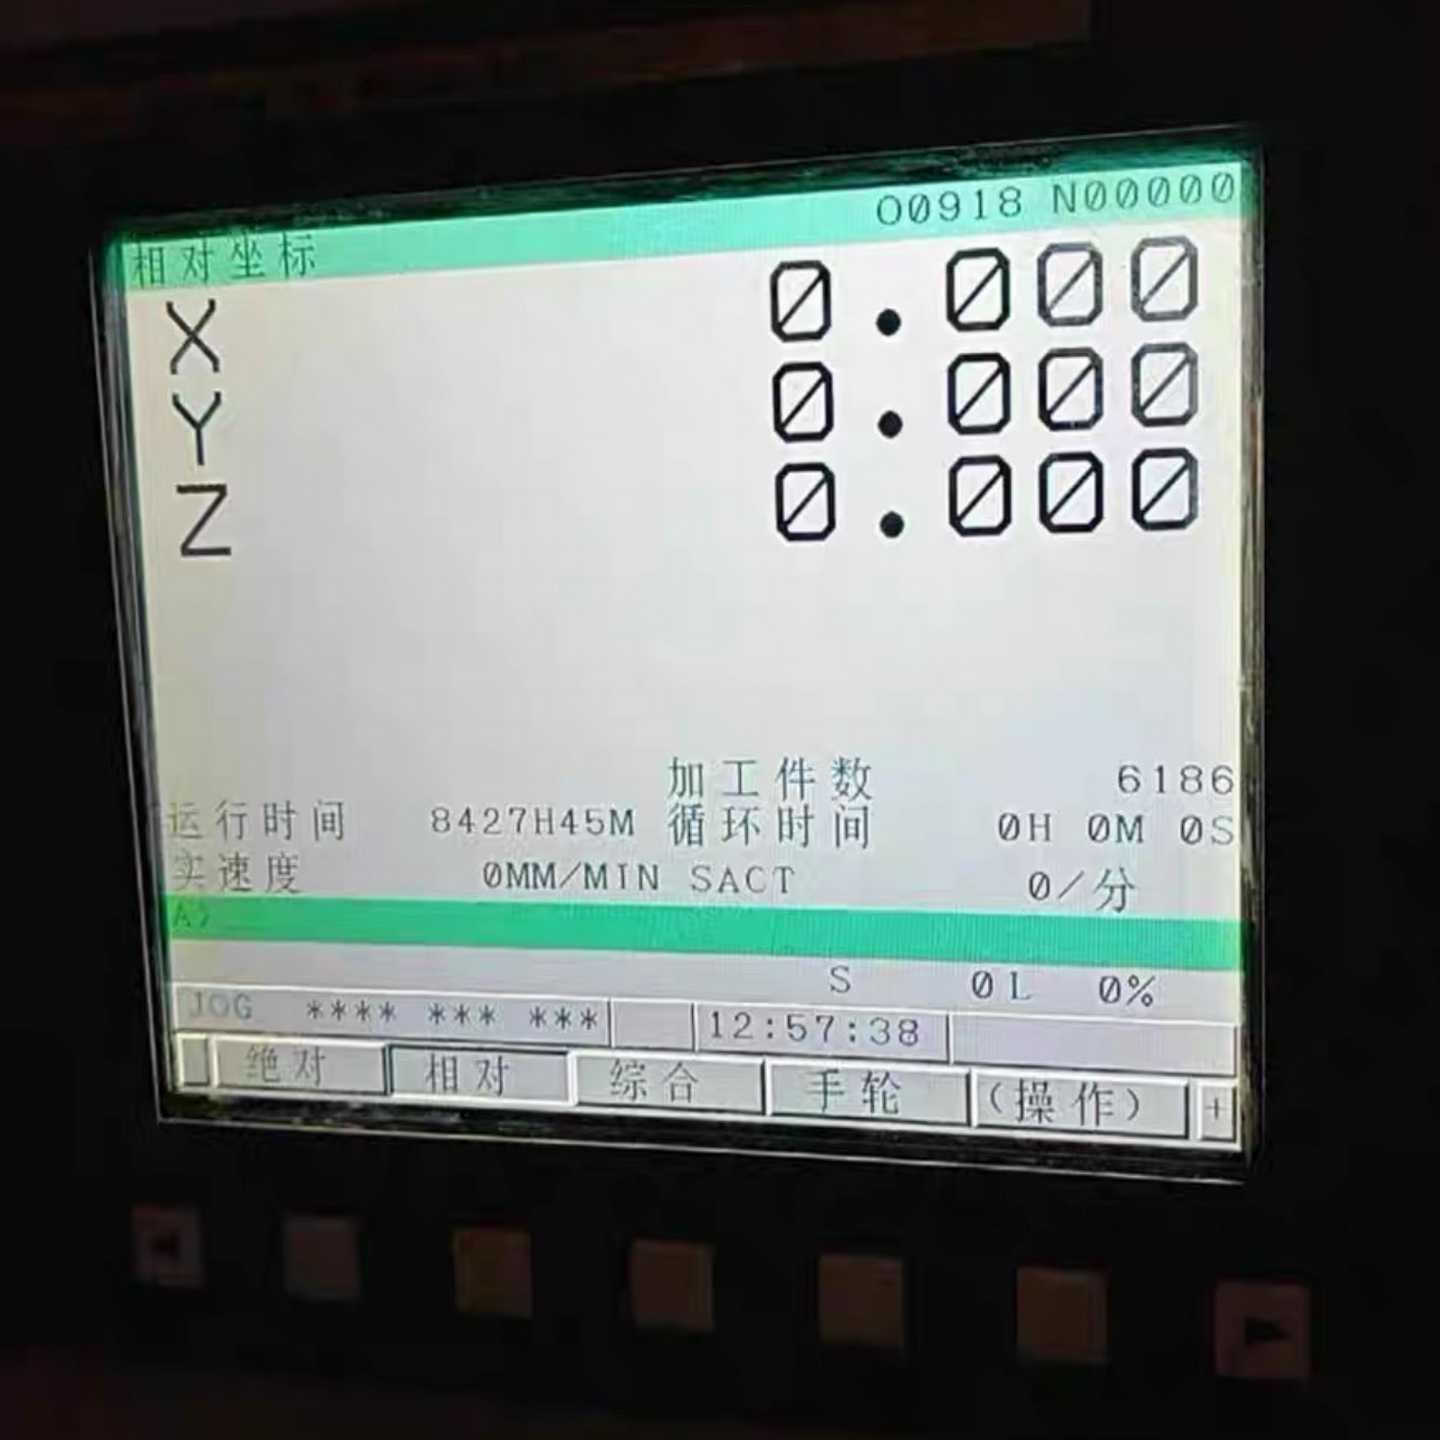 O0918 N00000
相对坐标
X 0.000
Y 0.000
Z 0.000
加工件数 6186
运行时间 8427H45M 循环时间 0H 0M 0S
实速度 0MM/MIN SACT 0/分
A)
S 0L 0%
JOG **** *** *** 12:57:38
绝对 相对 综合 手轮 (操作) +